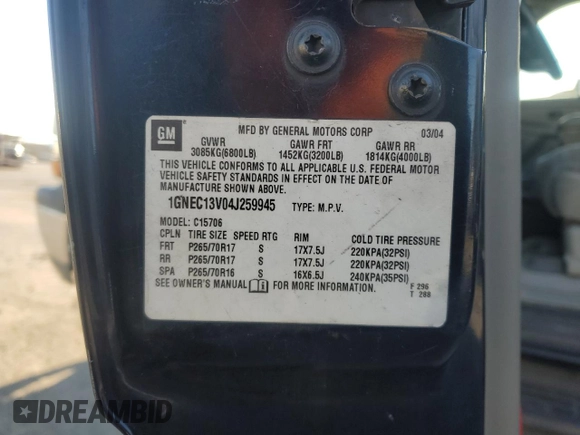 GM
MFD BY GENERAL MOTORS CORP 03/04
GVWR GAWR FRT GAWR RR
3085KG(6800LB) 1452KG(3200LB) 1814KG(4000LB)
THIS VEHICLE CONFORMS TO ALL APPLICABLE U.S. FEDERAL MOTOR
VEHICLE SAFETY STANDARDS IN EFFECT ON THE DATE OF
MANUFACTURE SHOWN ABOVE.
1GNEC13V04J259945 TYPE: M.P.V.
MODEL: C15706
CPLN TIRE SIZE SPEED RTG RIM COLD TIRE PRESSURE
FRT P265/70R17 S 17X7.5J 220KPA(32PSI)
RR P265/70R17 S 17X7.5J 220KPA(32PSI)
SPA P265/70R16 S 16X6.5J 240KPA(35PSI)
SEE OWNER'S MANUAL FOR MORE INFORMATION.
F 296
T 288
DREAMBID